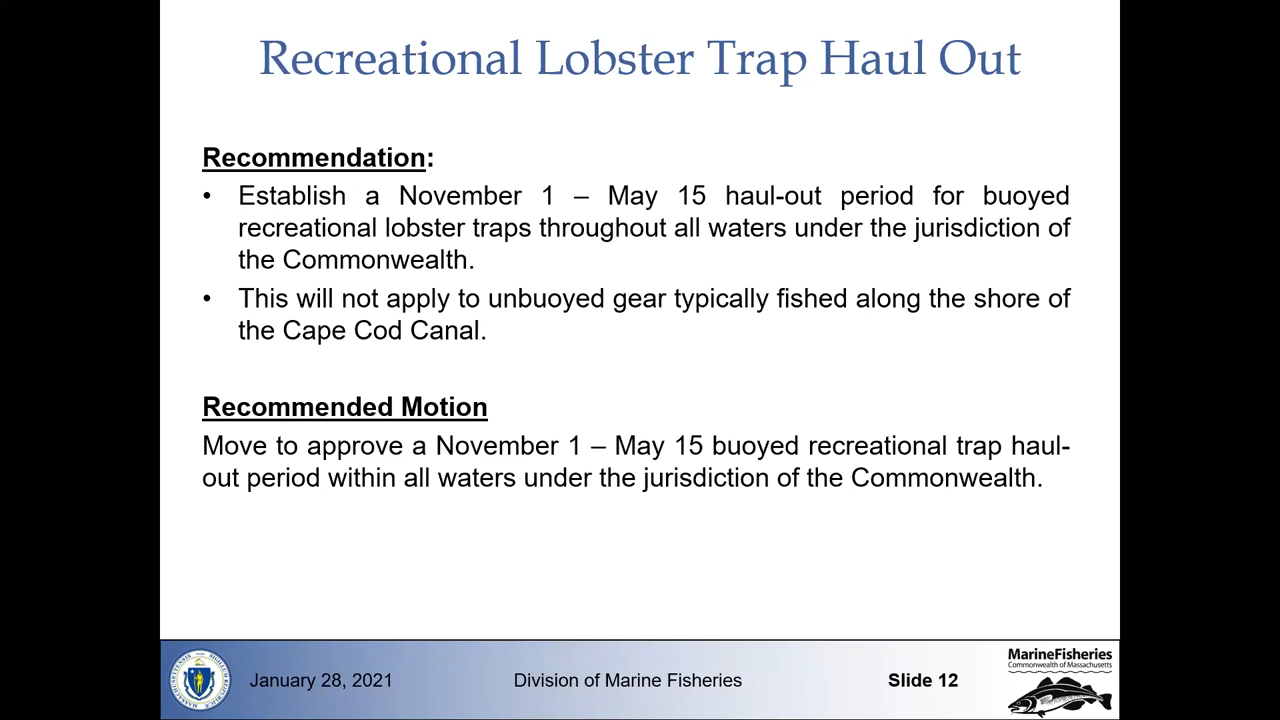 Recreational Lobster Trap Haul Out
Recommendation:
• Establish a November 1 – May 15 haul-out period for buoyed
recreational lobster traps throughout all waters under the jurisdiction of
the Commonwealth.
• This will not apply to unbuoyed gear typically fished along the shore of
the Cape Cod Canal.
Recommended Motion
Move to approve a November 1 – May 15 buoyed recreational trap haul-
out period within all waters under the jurisdiction of the Commonwealth.
January 28, 2021
Division of Marine Fisheries
Slide 12
MarineFisheries
Commonwealth of Massachusetts